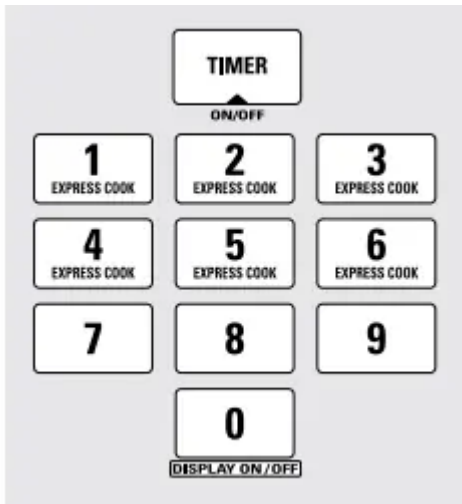 TIMER
ON/OFF
1 2 3
EXPRESS COOK EXPRESS COOK EXPRESS COOK
4 5 6
EXPRESS COOK EXPRESS COOK EXPRESS COOK
7 8 9
0
DISPLAY ON/OFF